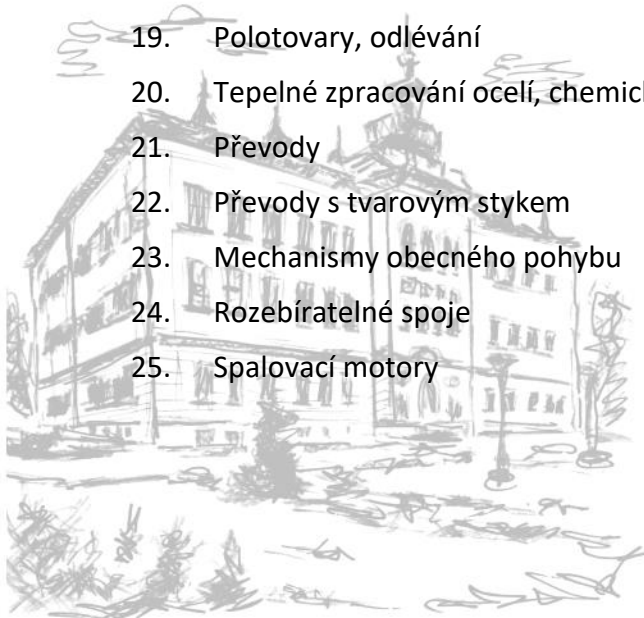 19. Polotovary, odlévání
20. Tepelné zpracování ocelí,
21. Převody
22. Převody s tvarovým stykem
23. Mechanismy obecného pohybu
24. Rozebíratelné spoje
25. Spalovací motory